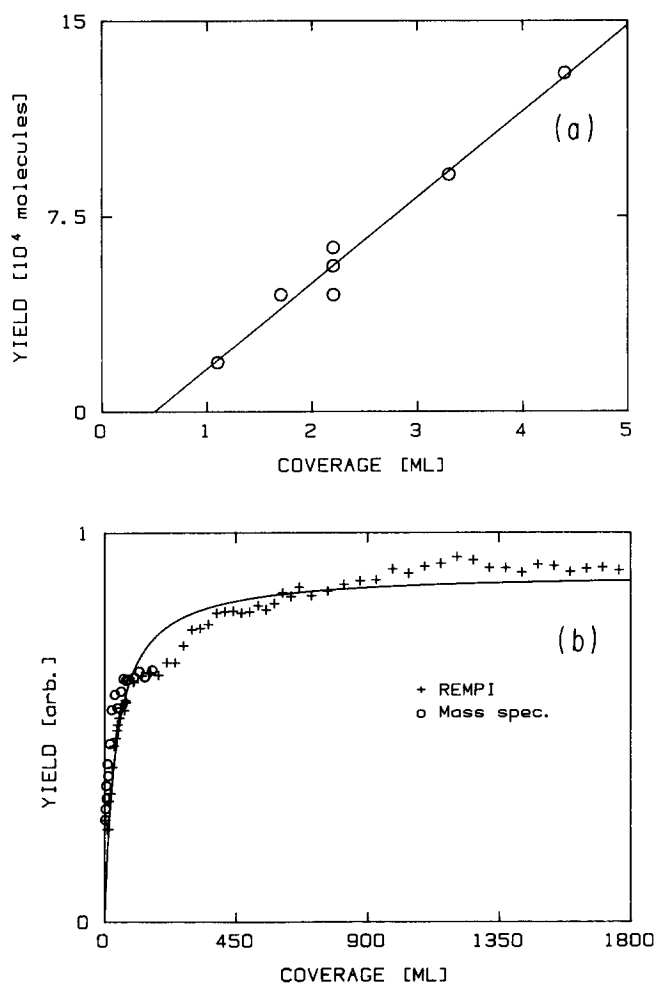 15
7.5
0
YIELD [10⁴ molecules]
(a)
0 1 2 3 4 5
COVERAGE [ML]
1
0
YIELD [arb.]
(b)
+ REMPI
o Mass spec.
0 450 900 1350 1800
COVERAGE [ML]